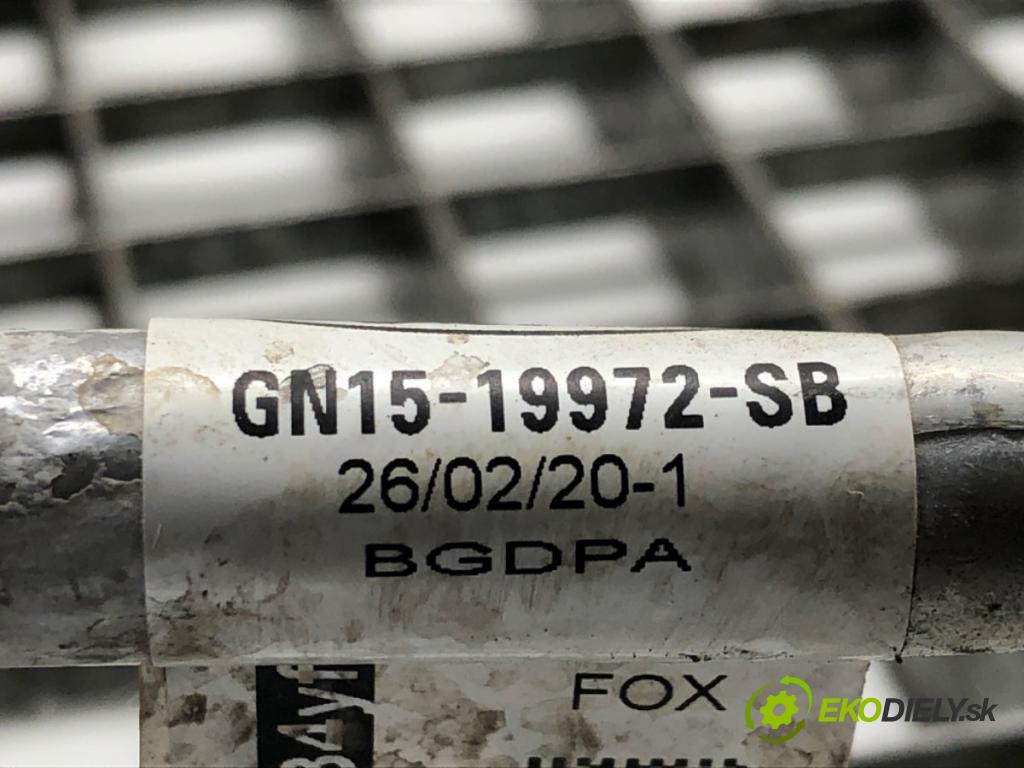 GN15-19972-SB
26/02/20-1
BGDPA
FOX
EKODIELY.sk